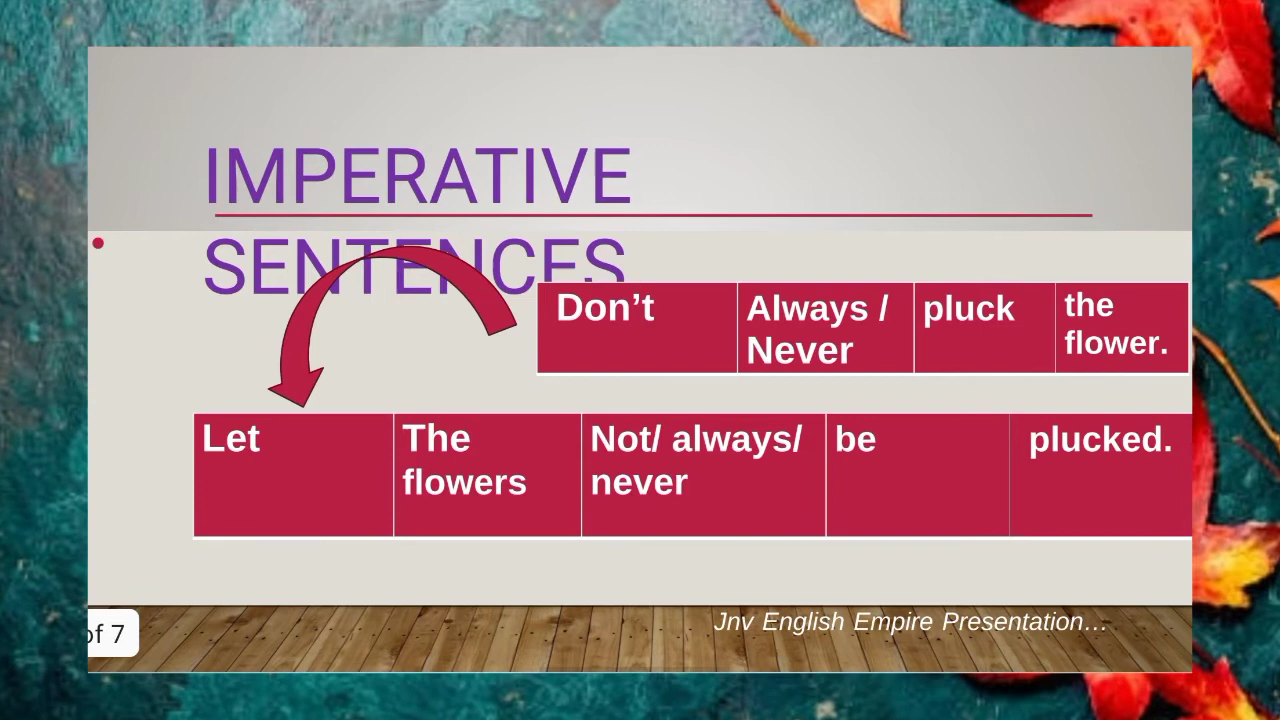 IMPERATIVE
SENTENCES
Don’t Always / pluck the
Never flower.
Let The Not/ always/ be plucked.
flowers never
of 7 Jnv English Empire Presentation…